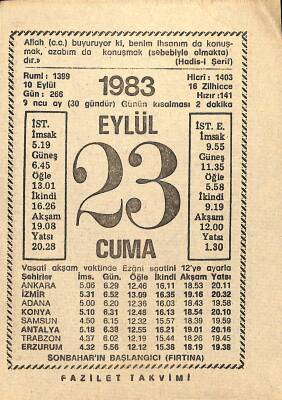 Allah (c.c.) buyuruyor ki, benim ihsanım da konuş-
mak, azabım da konuşmak (sebebiyle olmakta)
dır.»
(Hadis-i Şerif)
Rumi : 1399
10 Eylül
Gün : 266
1983
Hicri : 1403
16 Zilhicce
Hızır : 141
9 ncu ay (30 gündür) Günün kısalması 2 dakika
EYLÜL
23
CUMA
İST.
İmsak
5.19
Güneş
6.45
Öğle
13.01
İkindi
16.26
Akşam
19.08
Yatsı
20.28
İST. E.
İmsak
9.55
Güneş
11.35
Öğle
5.58
İkindi
9.19
Akşam
12.00
Yatsı
1.30
Vasati akşam vaktinde Ezâni saatini 12'ye ayarla
Şehirler İms. Gün. Öğle İkindi Akşam Yatsı
ANKARA 5.06 6.29 12.46 16.11 18.53 20.11
İZMİR 5.31 6.52 13.09 16.35 19.16 20.32
ADANA 5.00 6.20 12.36 16.03 18.43 19.58
KONYA 5.10 6.31 12.48 16.13 18.54 20.10
SAMSUN 4.50 6.15 12.32 15.57 18.39 19.59
ANTALYA 5.18 6.38 12.55 16.21 19.01 20.16
TRABZON 4.37 6.02 12.19 15.44 18.26 19.45
ERZURUM 4.32 5.56 12.12 15.38 18.19 19.38
SONBAHAR'IN BAŞLANGICI (FIRTINA)
FAZİLET TAKVİMİ